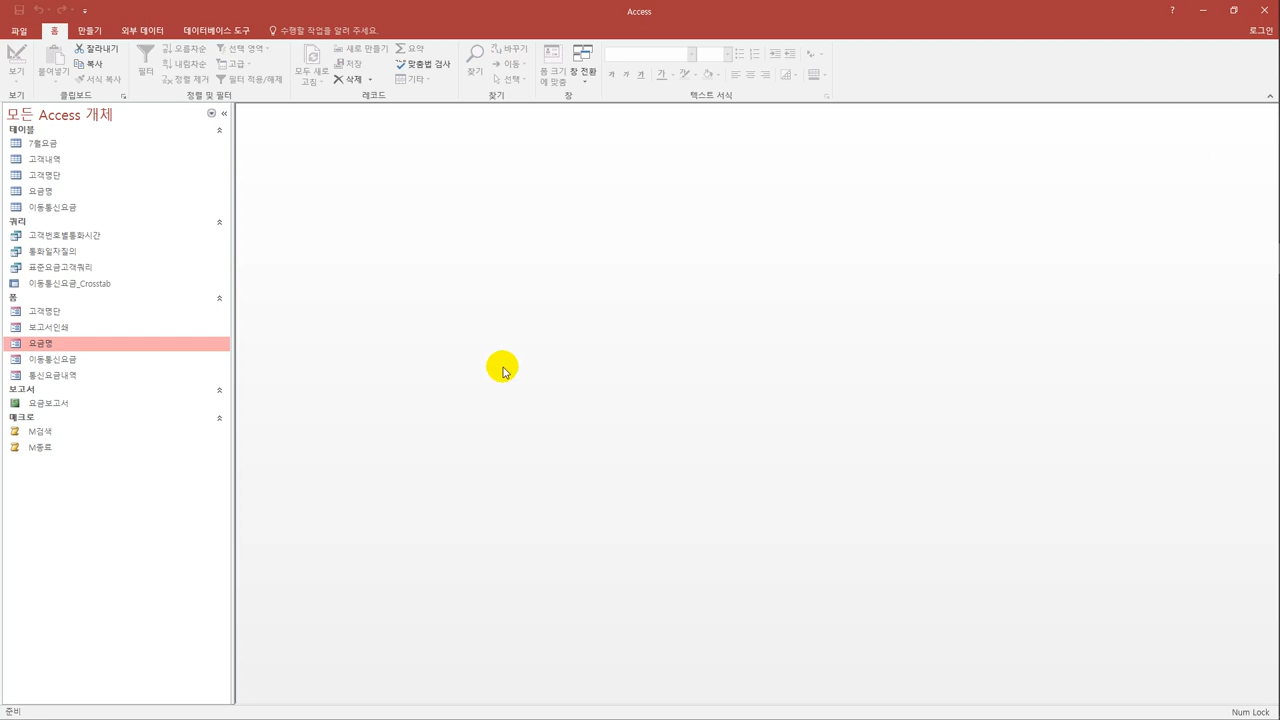 Access
?
파일 홈 만들기 외부 데이터 데이터베이스 도구 수행할 작업을 알려 주세요. 로그인
보기
붙여넣기
잘라내기
복사
서식 복사
필터
오름차순
내림차순
정렬 제거
선택 영역
고급
필터 적용/해제
모두 새로
고침
새로 만들기
저장
삭제
요약
맞춤법 검사
기타
찾기
바꾸기
이동
선택
폼 크기
에 맞춤
창 전환
가 가 가
보기 클립보드 정렬 및 필터 레코드 찾기 창 텍스트 서식
모든 Access 개체
테이블
7월요금
고객내역
고객명단
요금명
이동통신요금
쿼리
고객번호별통화시간
통화일자질의
표준요금고객쿼리
이동통신요금_Crosstab
폼
고객명단
보고서인쇄
요금명
이동통신요금
통신요금내역
보고서
요금보고서
매크로
M검색
M종료
준비 Num Lock